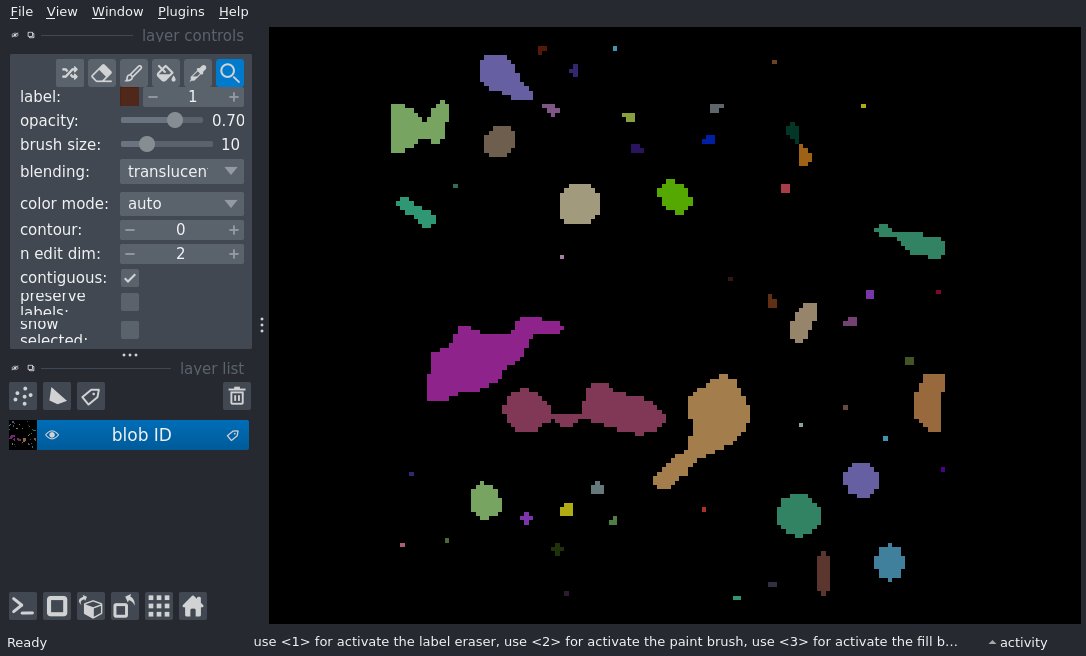 File View Window Plugins Help
layer controls
label: 1
opacity: 0.70
brush size: 10
blending: translucen
color mode: auto
contour: 0
n edit dim: 2
contiguous:
preserve
labels:
show
selected:
layer list
blob ID
Ready use <1> for activate the label eraser, use <2> for activate the paint brush, use <3> for activate the fill b... activity